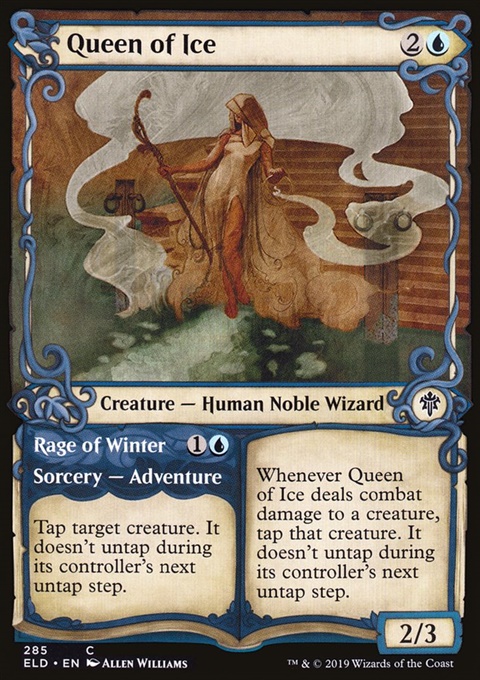 Queen of Ice 2
Creature — Human Noble Wizard
Rage of Winter 1
Sorcery — Adventure
Tap target creature. It
doesn't untap during
its controller's next
untap step.
Whenever Queen
of Ice deals combat
damage to a creature,
tap that creature. It
doesn't untap during
its controller's next
untap step.
2/3
285 C
ELD • EN Allen Williams
™ & © 2019 Wizards of the Coast